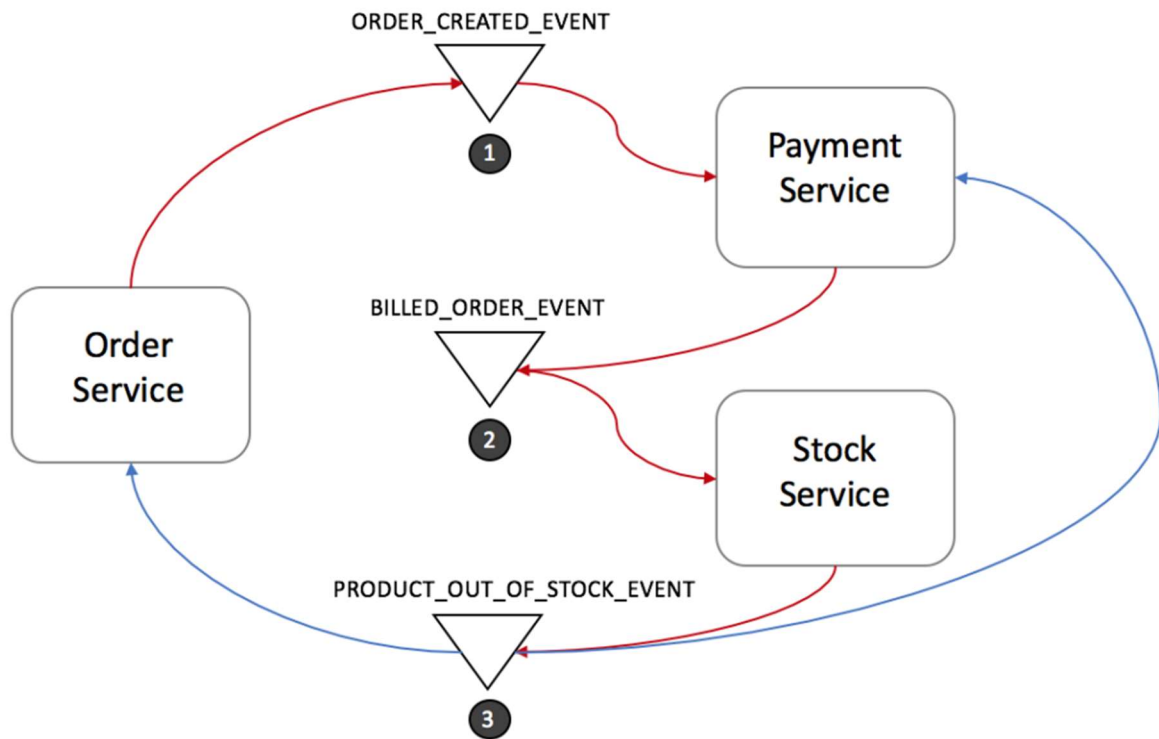 ORDER_CREATED_EVENT
1
Payment
Service
BILLED_ORDER_EVENT
2
Order
Service
Stock
Service
PRODUCT_OUT_OF_STOCK_EVENT
3